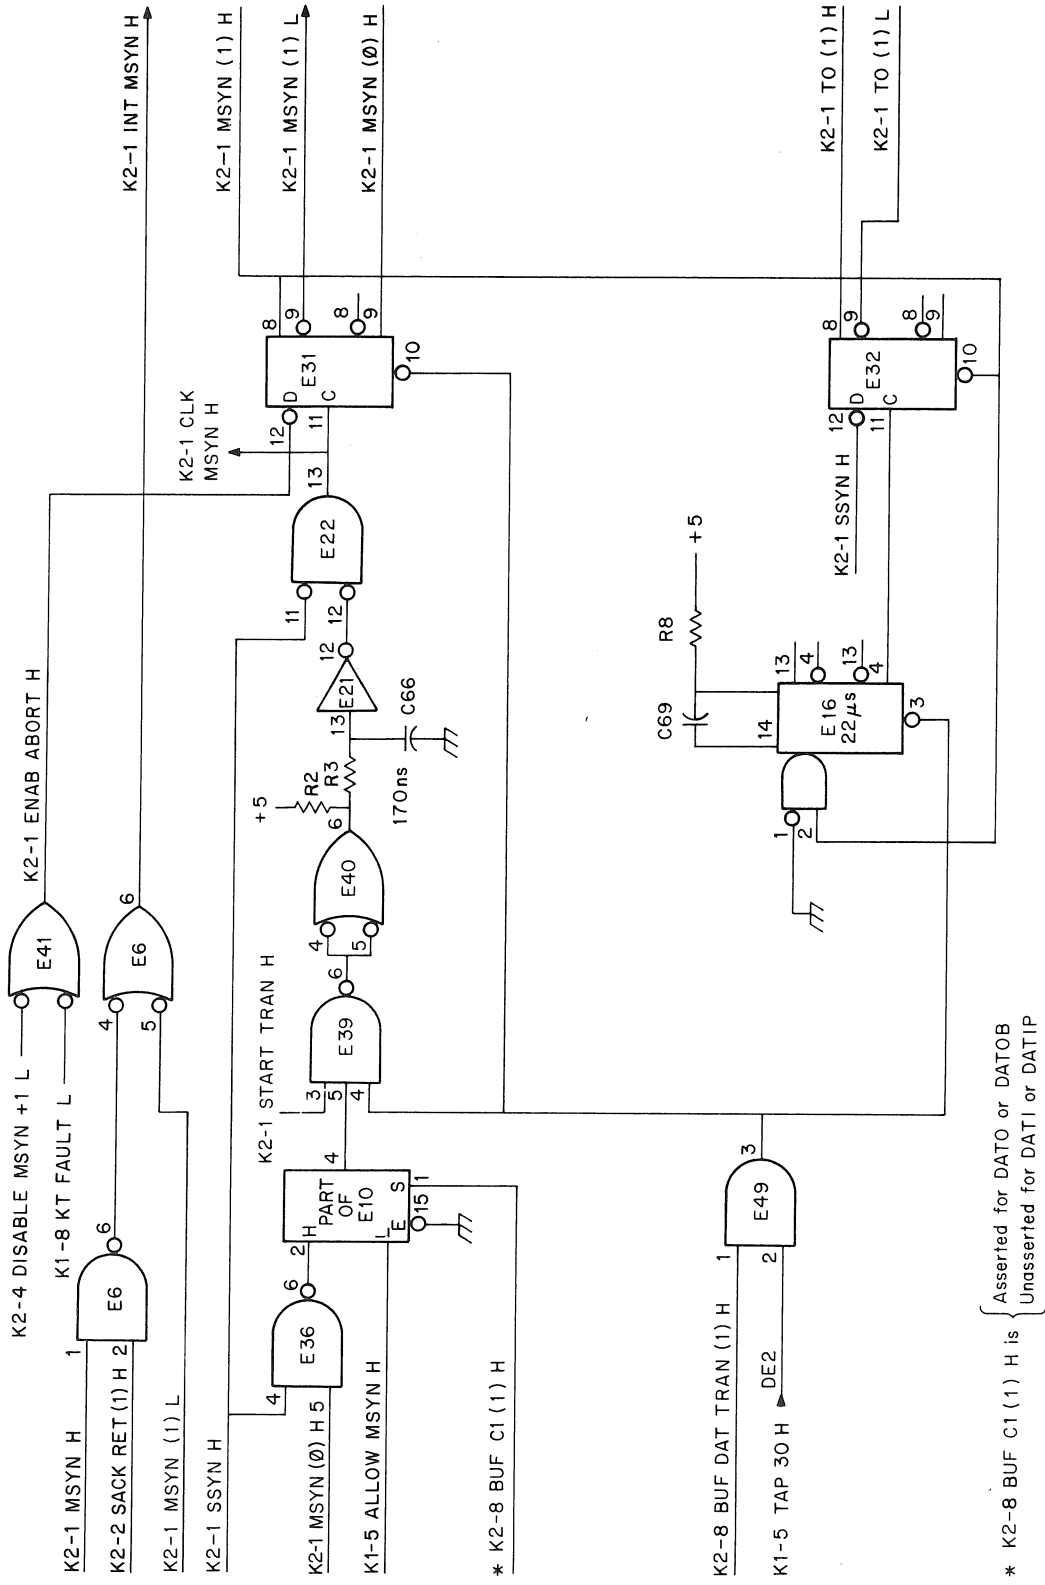 K2-4 DISABLE MSYN +1 L
K1-8 KT FAULT L
E41
K2-1 ENAB ABORT H
K2-1 MSYN H
1
K2-2 SACK RET (1) H 2
E6
6
4
5
E6
6
K2-1 INT MSYN H
K2-1 MSYN (1) L
K2-1 SSYN H
4
K2-1 MSYN (Ø) H 5
E36
6
2
H
PART
OF
E10
L
E
S
4
15
1
K1-5 ALLOW MSYN H
* K2-8 BUF C1 (1) H
K2-1 START TRAN H
3
5
4
E39
6
4
5
E40
6
+5
R2
R3
170ns
C66
13
E21
12
11
12
E22
13
K2-1 CLK
MSYN H
12
D
11
C
E31
8
9
8
9
10
K2-1 MSYN (1) H
K2-1 MSYN (1) L
K2-1 MSYN (Ø) H
K2-8 BUF DAT TRAN (1) H
1
K1-5 TAP 30 H
DE2
2
E49
3
1
2
C69
R8
+5
14
E16
22µs
13
4
13
4
3
K2-1 SSYN H
12
D
11
C
E32
8
9
8
9
10
K2-1 TO (1) H
K2-1 TO (1) L
* K2-8 BUF C1 (1) H is
Asserted for DATO or DATOB
Unasserted for DATI or DATIP